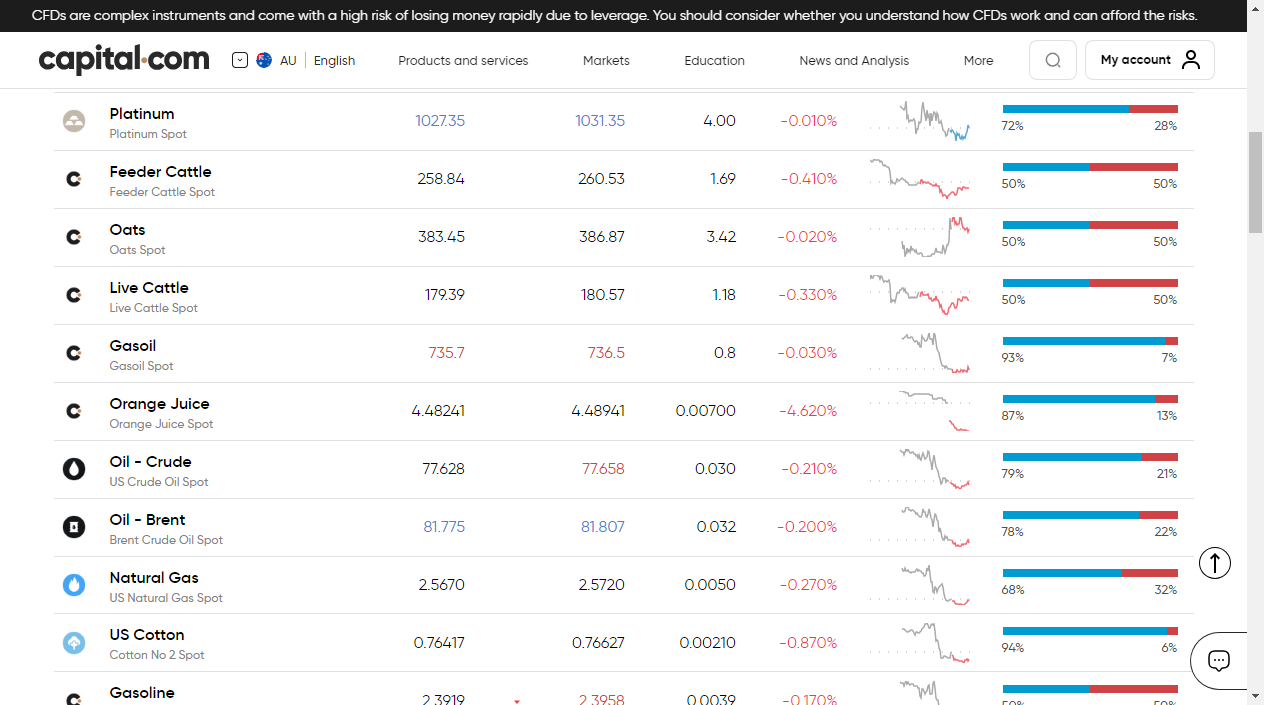 CFDs are complex instruments and come with a high risk of losing money rapidly due to leverage. You should consider whether you understand how CFDs work and can afford the risks.
capital.com AU English Products and services Markets Education News and Analysis More My account
Platinum 1027.35 1031.35 4.00 -0.010%
Platinum Spot 72% 28%
Feeder Cattle 258.84 260.53 1.69 -0.410%
Feeder Cattle Spot 50% 50%
Oats 383.45 386.87 3.42 -0.020%
Oats Spot 50% 50%
Live Cattle 179.39 180.57 1.18 -0.330%
Live Cattle Spot 50% 50%
Gasoil 735.7 736.5 0.8 -0.030%
Gasoil Spot 93% 7%
Orange Juice 4.48241 4.48941 0.00700 -4.620%
Orange Juice Spot 87% 13%
Oil - Crude 77.628 77.658 0.030 -0.210%
US Crude Oil Spot 79% 21%
Oil - Brent 81.775 81.807 0.032 -0.200%
Brent Crude Oil Spot 78% 22%
Natural Gas 2.5670 2.5720 0.0050 -0.270%
US Natural Gas Spot 68% 32%
US Cotton 0.76417 0.76627 0.00210 -0.870%
Cotton No 2 Spot 94% 6%
Gasoline 2.3919 2.3958 0.0039 -0.170%
50% 50%